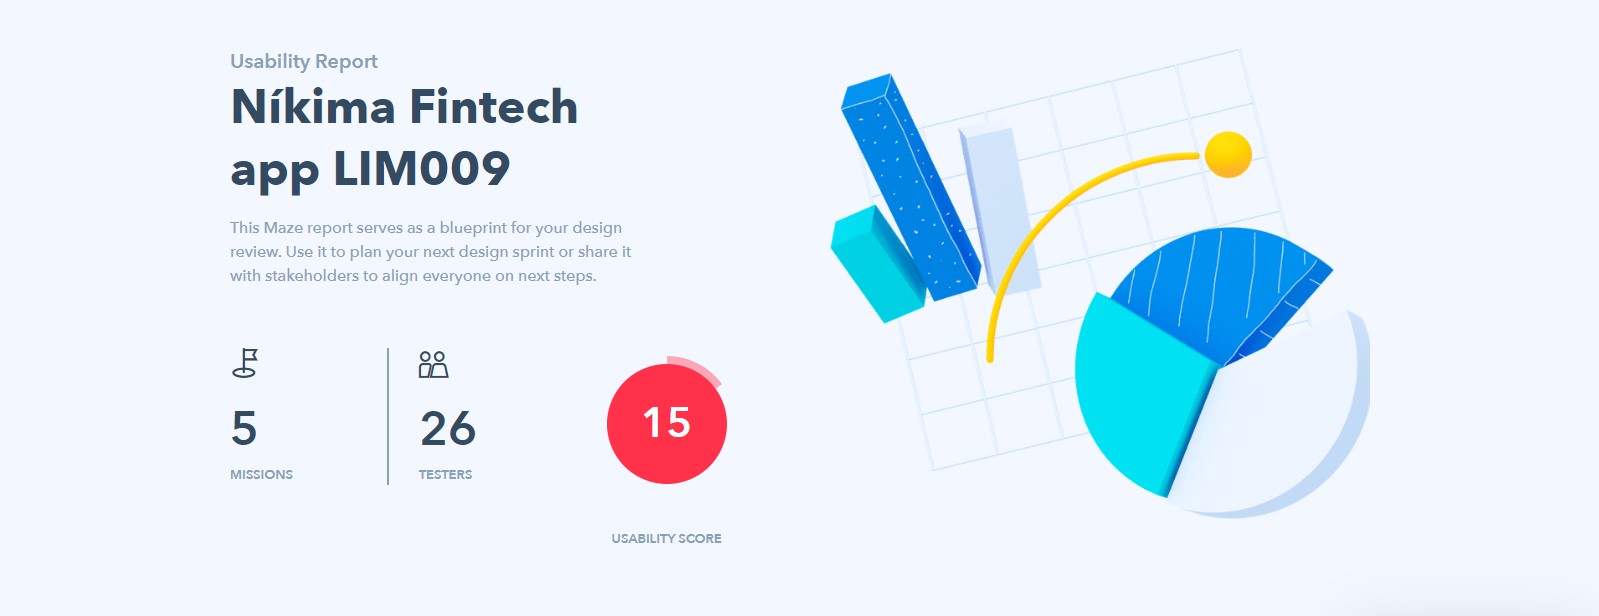 Usability Report
Níkima Fintech
app LIM009
This Maze report serves as a blueprint for your design
review. Use it to plan your next design sprint or share it
with stakeholders to align everyone on next steps.
5
MISSIONS
26
TESTERS
15
USABILITY SCORE